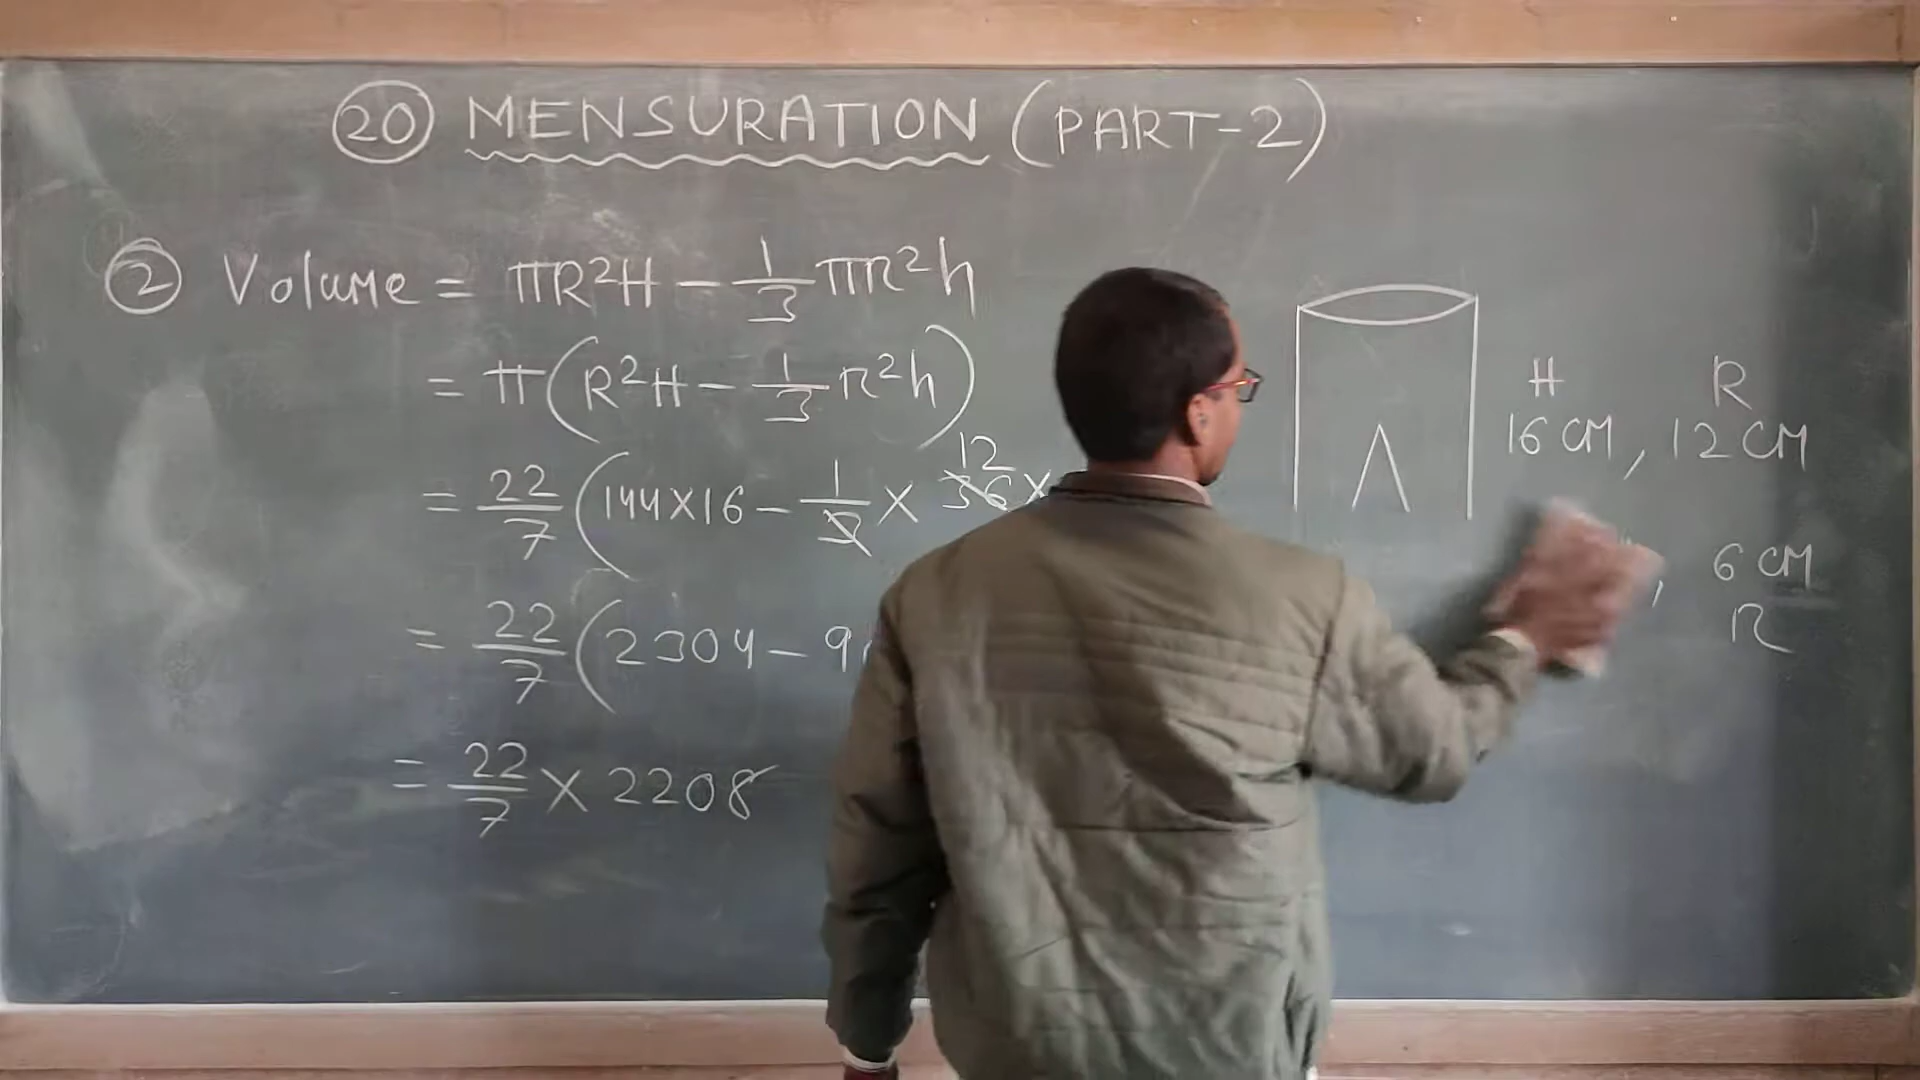 20 MENSURATION (PART-2)
2 Volume = πR²H - 1/3 πr²h
= π(R²H - 1/3 r²h)
= 22/7 (144×16 - 1/3 × 36 ×
12
= 22/7 (2304 - 9
= 22/7 × 2208
H R
16 CM, 12 CM
, 6 CM
r